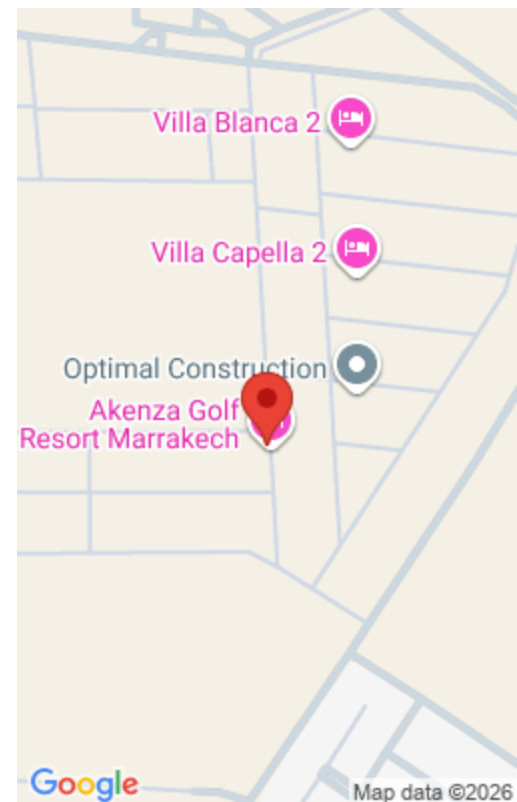 Villa Blanca 2
Villa Capella 2
Optimal Construction
Akenza Golf
Resort Marrakech
Google
Map data ©2026